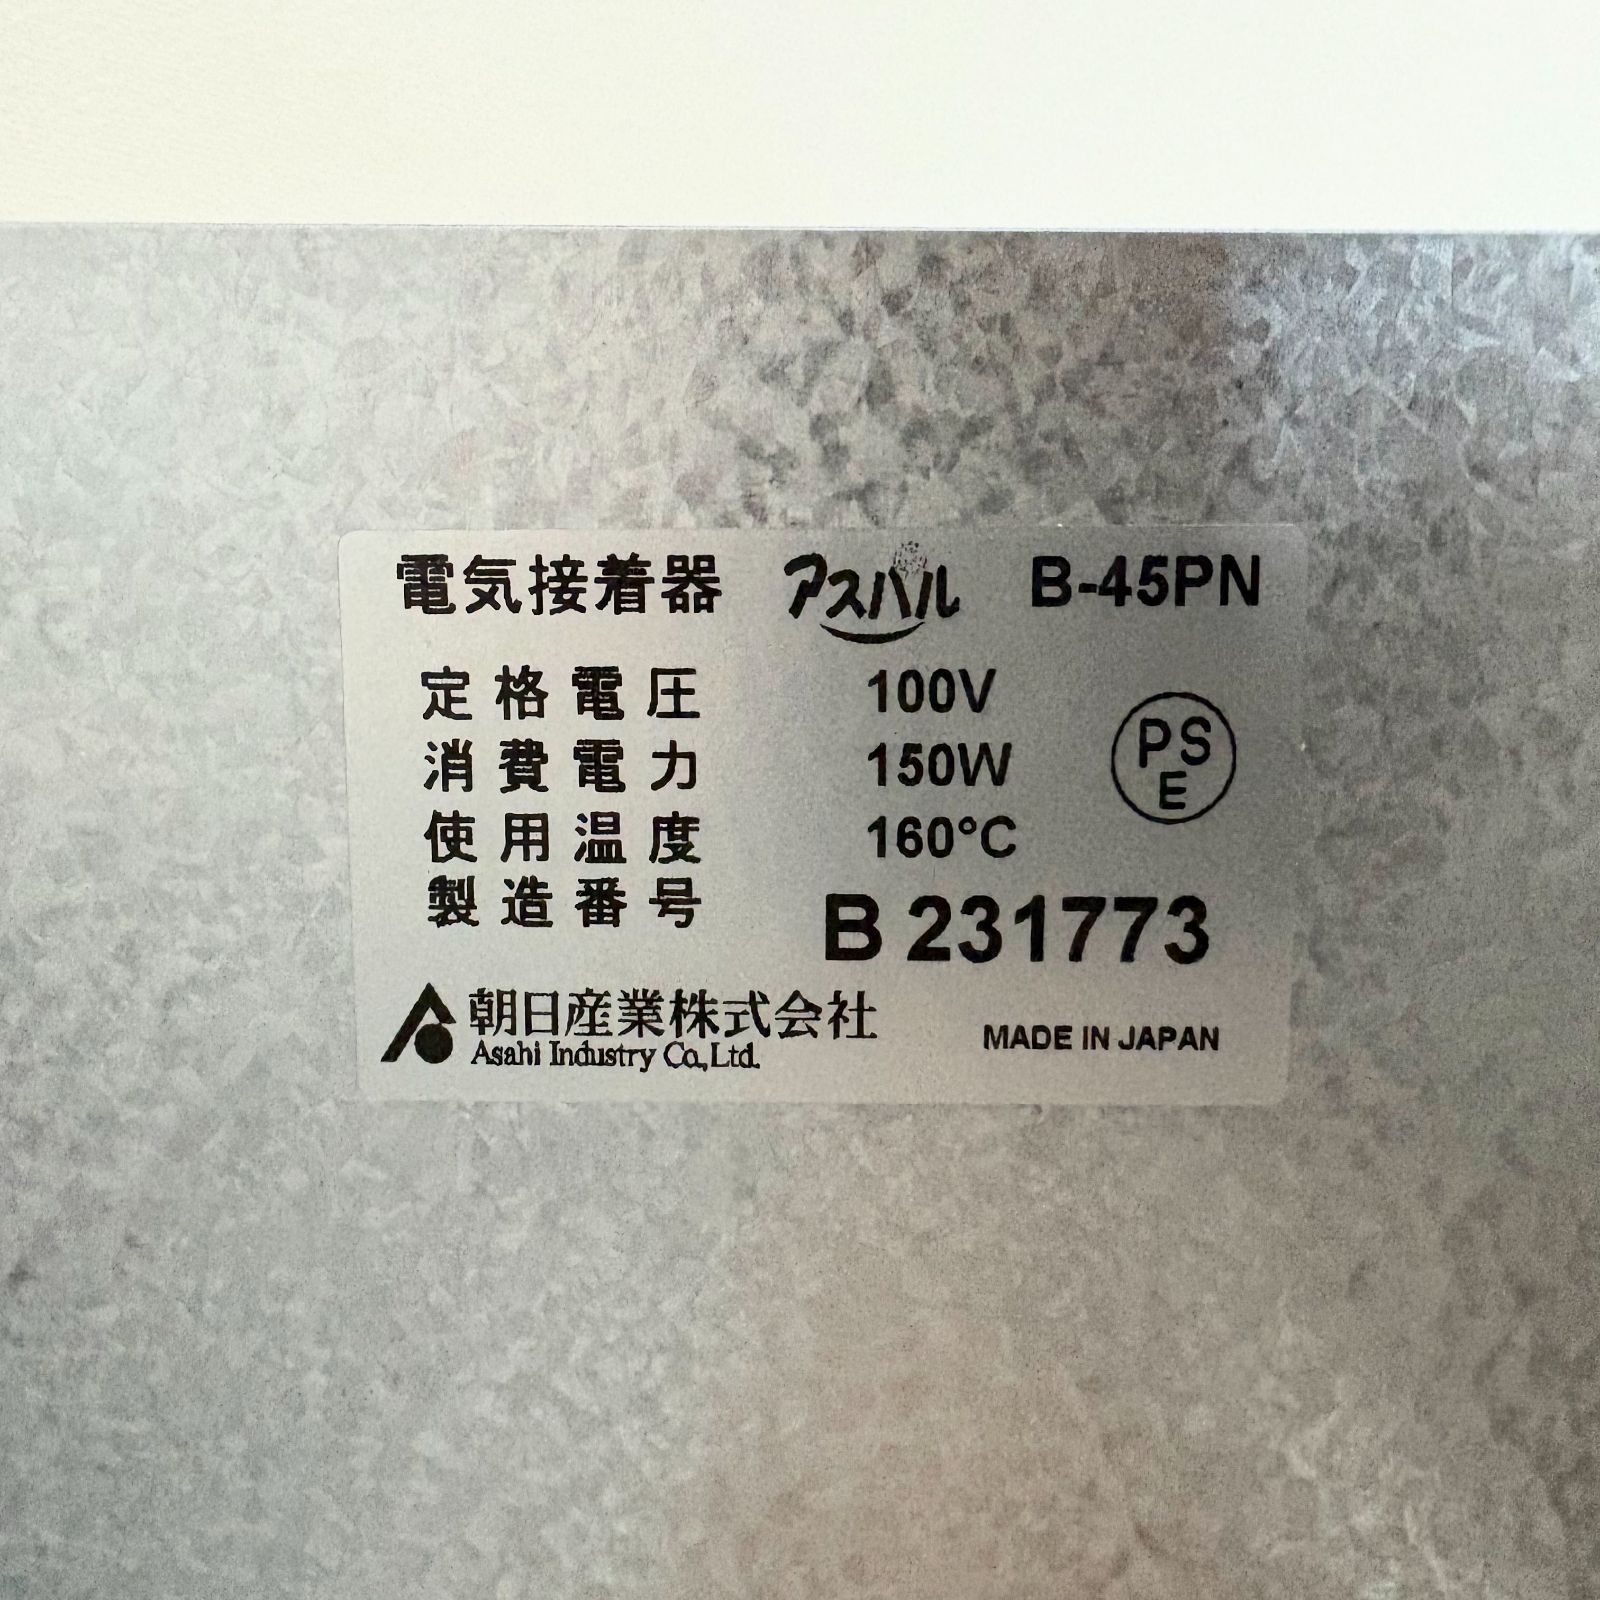 電気接着器 アスパル B-45PN
定格電圧 100V
消費電力 150W
使用温度 160°C
PSE
製造番号 B 231773
朝日産業株式会社
Asahi Industry Co.,Ltd.
MADE IN JAPAN